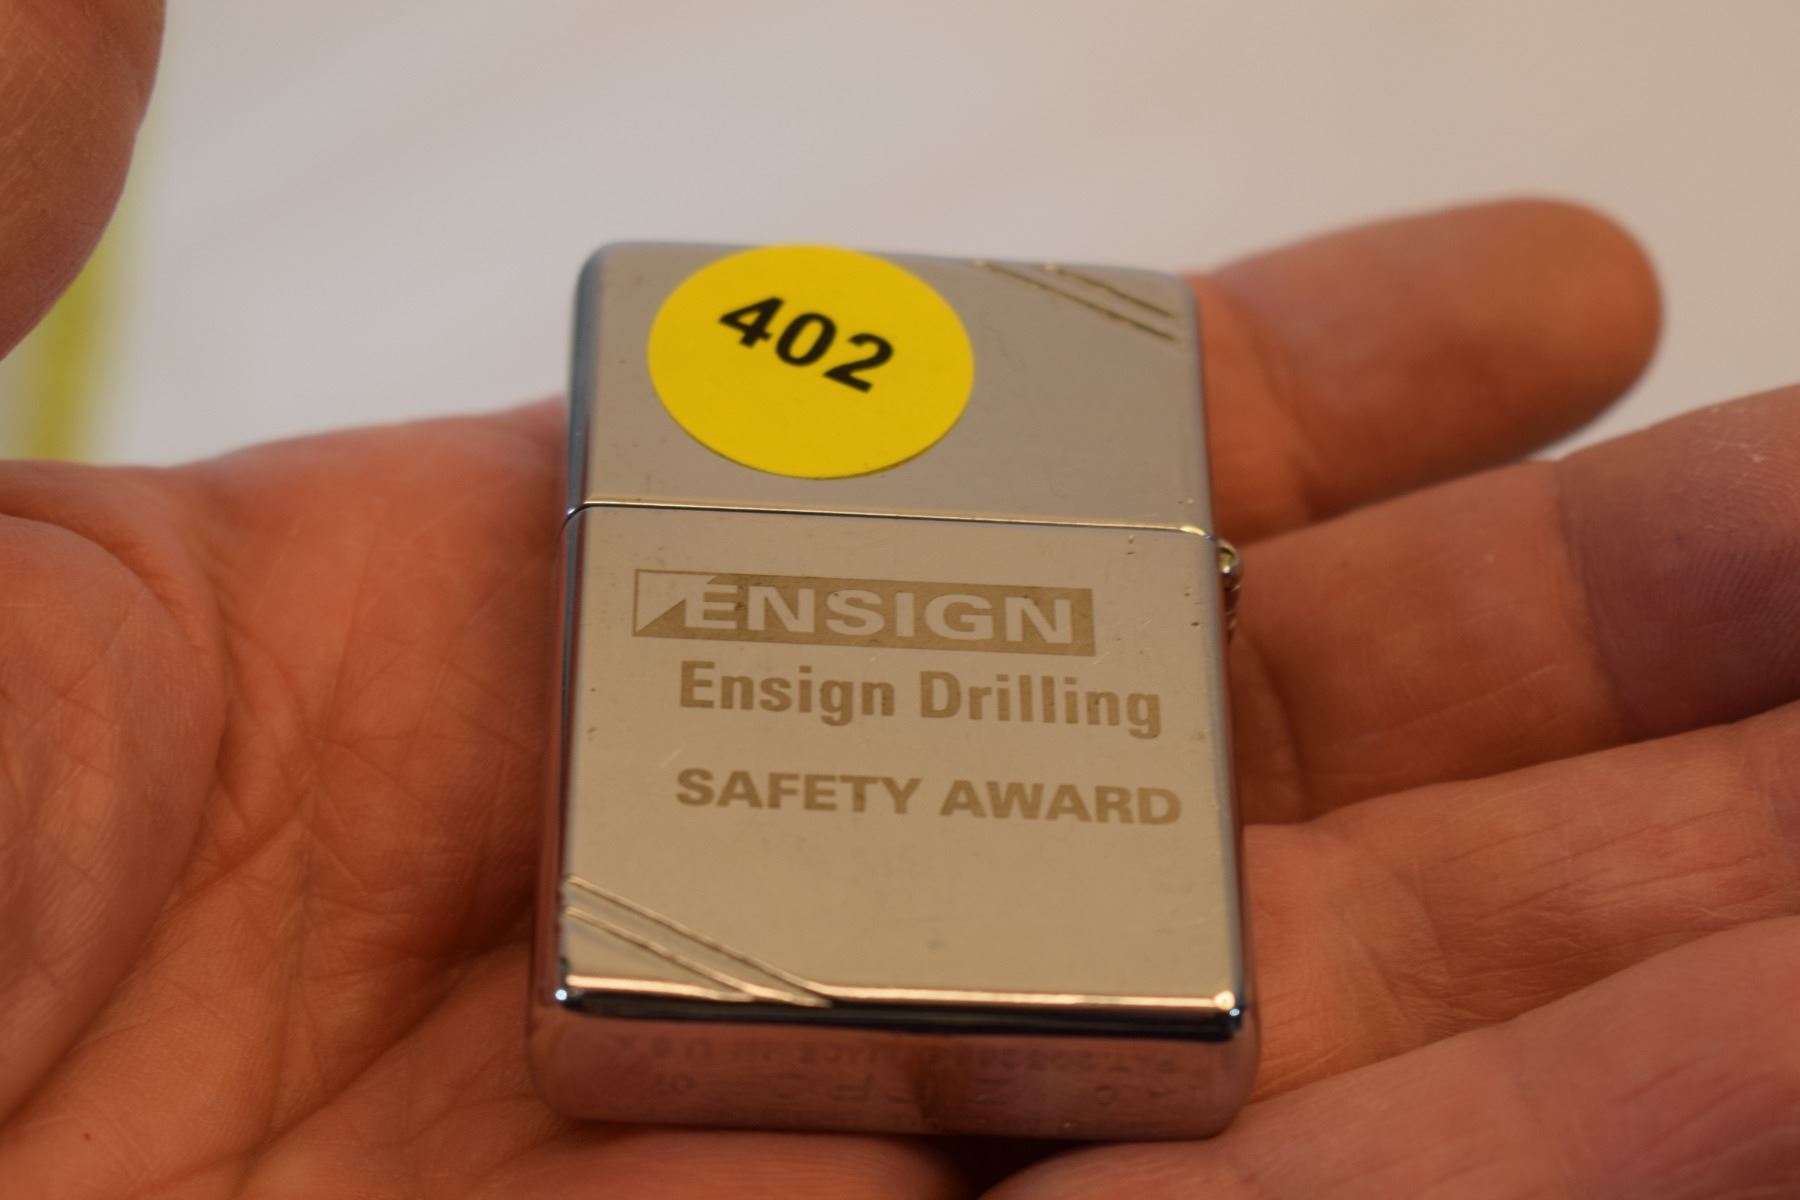 402
ENSIGN
Ensign Drilling
SAFETY AWARD